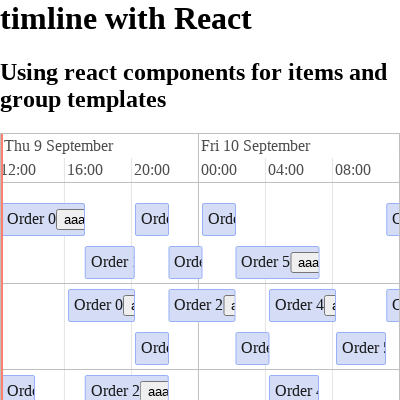 timline with React
Using react components for items and
group templates
Thu 9 September Fri 10 September
12:00 16:00 20:00 00:00 04:00 08:00
Order 0 aaa
Order Order 5 aaa
Order 0 Order 2 Order 4
Order
Order 2 aaa Order